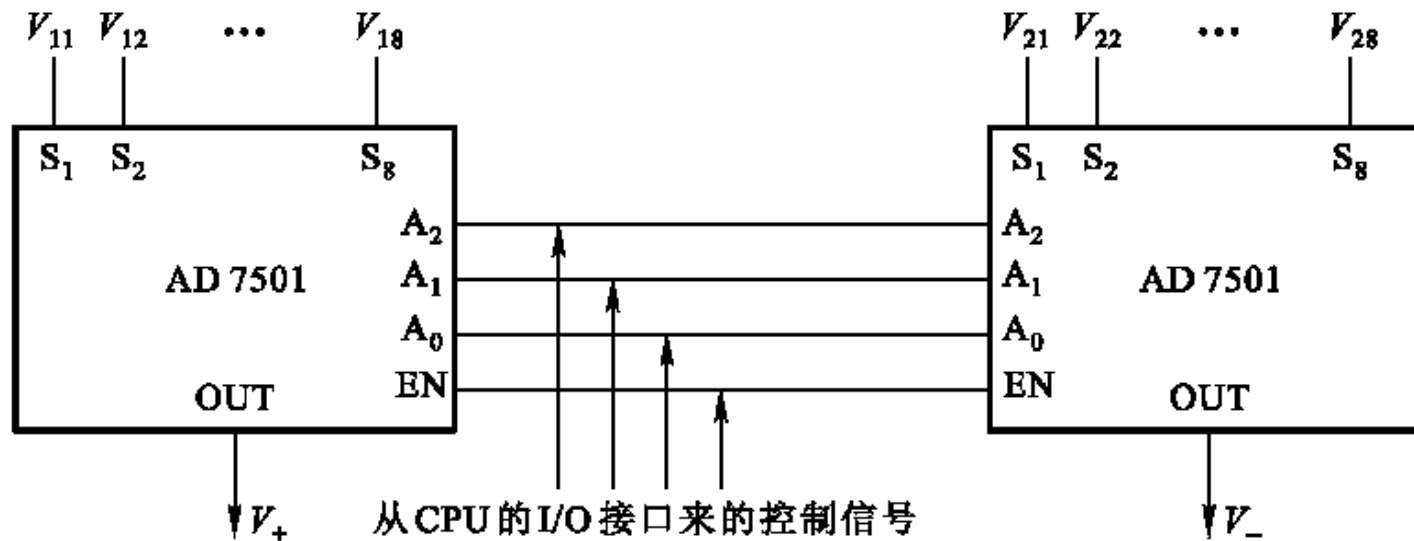 V₁₁ V₁₂ ··· V₁₈ V₂₁ V₂₂ ··· V₂₈
S₁ S₂ S₈ S₁ S₂ S₈
A₂ A₂
AD 7501 A₁ A₁ AD 7501
A₀ A₀
EN EN
OUT OUT
V₊ 从CPU的I/O接口来的控制信号 V₋